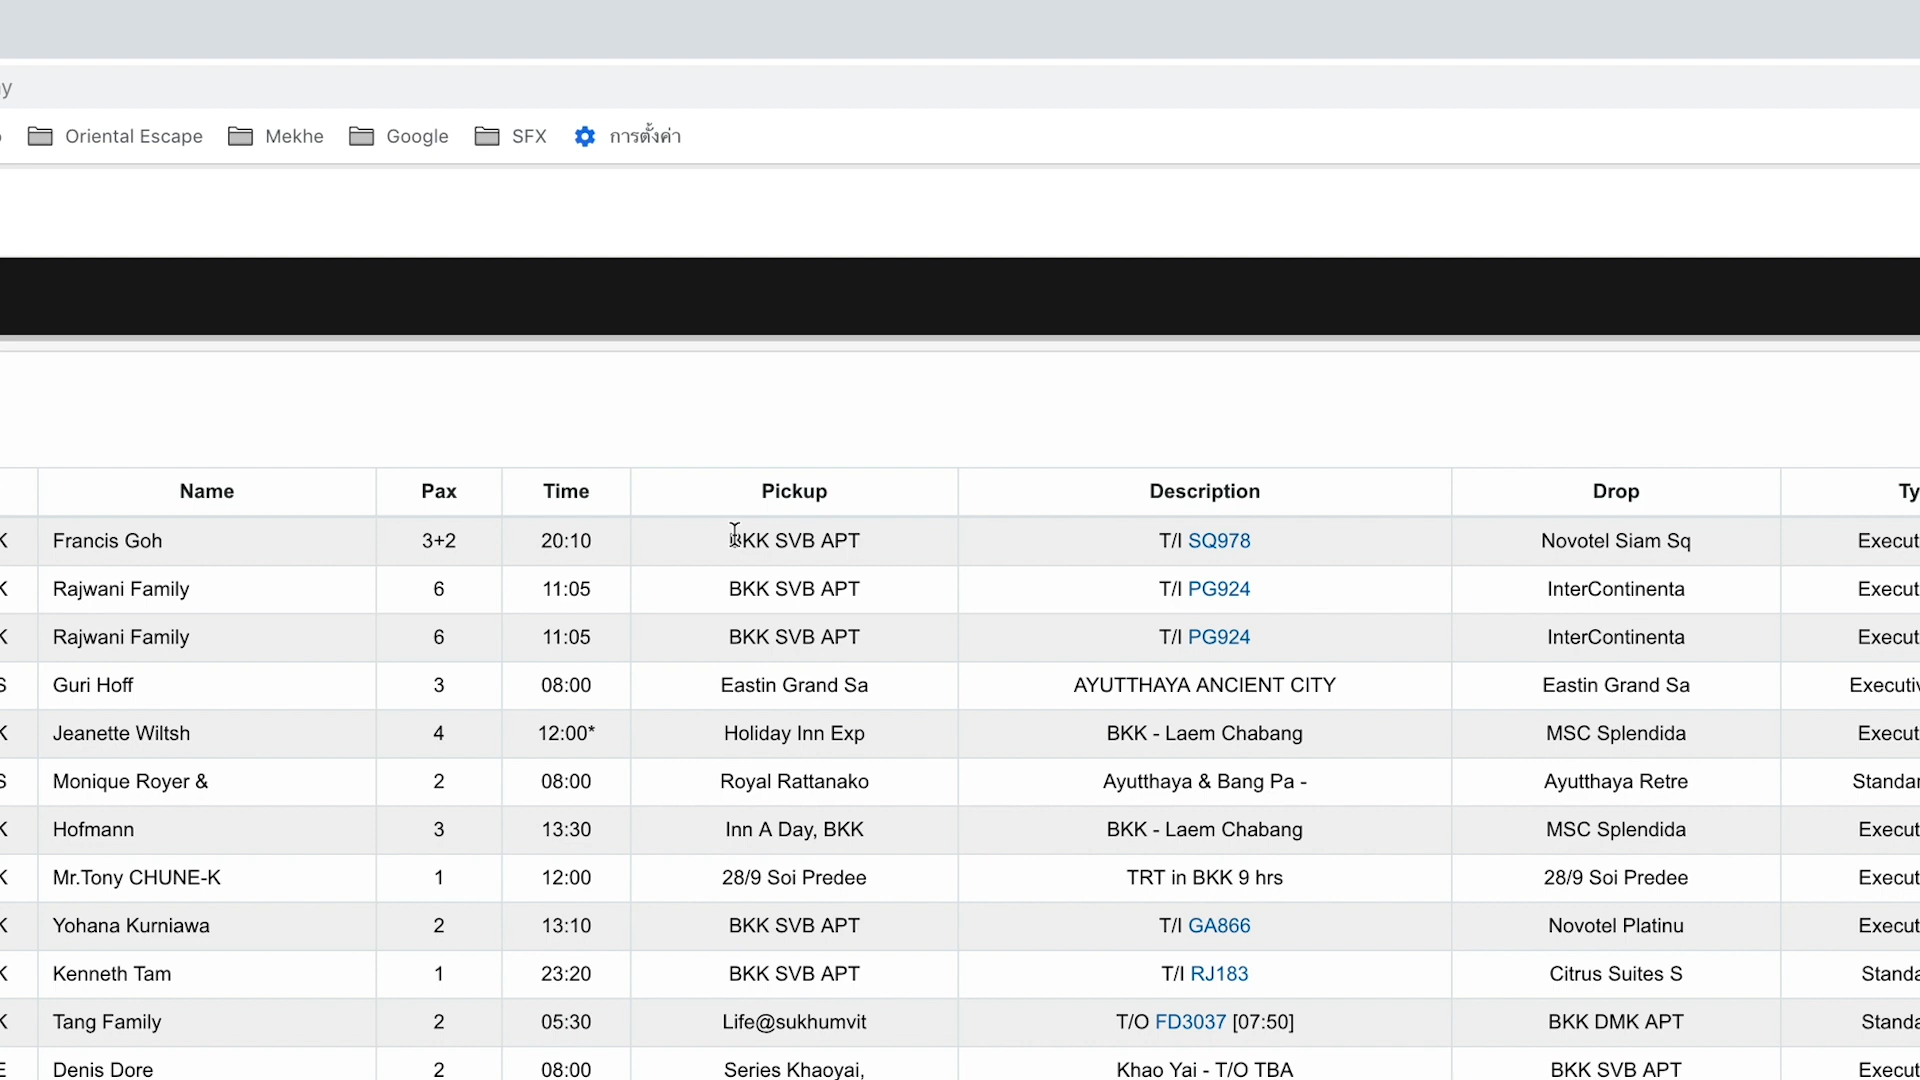 y
Oriental Escape Mekhe Google SFX การตั้งค่า
Name Pax Time Pickup Description Drop Ty
K Francis Goh 3+2 20:10 BKK SVB APT T/I SQ978 Novotel Siam Sq Execut
K Rajwani Family 6 11:05 BKK SVB APT T/I PG924 InterContinenta Execut
K Rajwani Family 6 11:05 BKK SVB APT T/I PG924 InterContinenta Execut
S Guri Hoff 3 08:00 Eastin Grand Sa AYUTTHAYA ANCIENT CITY Eastin Grand Sa Executiv
K Jeanette Wiltsh 4 12:00* Holiday Inn Exp BKK - Laem Chabang MSC Splendida Execut
S Monique Royer & 2 08:00 Royal Rattanako Ayutthaya & Bang Pa - Ayutthaya Retre Standar
K Hofmann 3 13:30 Inn A Day, BKK BKK - Laem Chabang MSC Splendida Execut
K Mr.Tony CHUNE-K 1 12:00 28/9 Soi Predee TRT in BKK 9 hrs 28/9 Soi Predee Execut
K Yohana Kurniawa 2 13:10 BKK SVB APT T/I GA866 Novotel Platinu Execut
K Kenneth Tam 1 23:20 BKK SVB APT T/I RJ183 Citrus Suites S Standa
K Tang Family 2 05:30 Life@sukhumvit T/O FD3037 [07:50] BKK DMK APT Standa
E Denis Dore 2 08:00 Series Khaoyai, Khao Yai - T/O TBA BKK SVB APT Execut